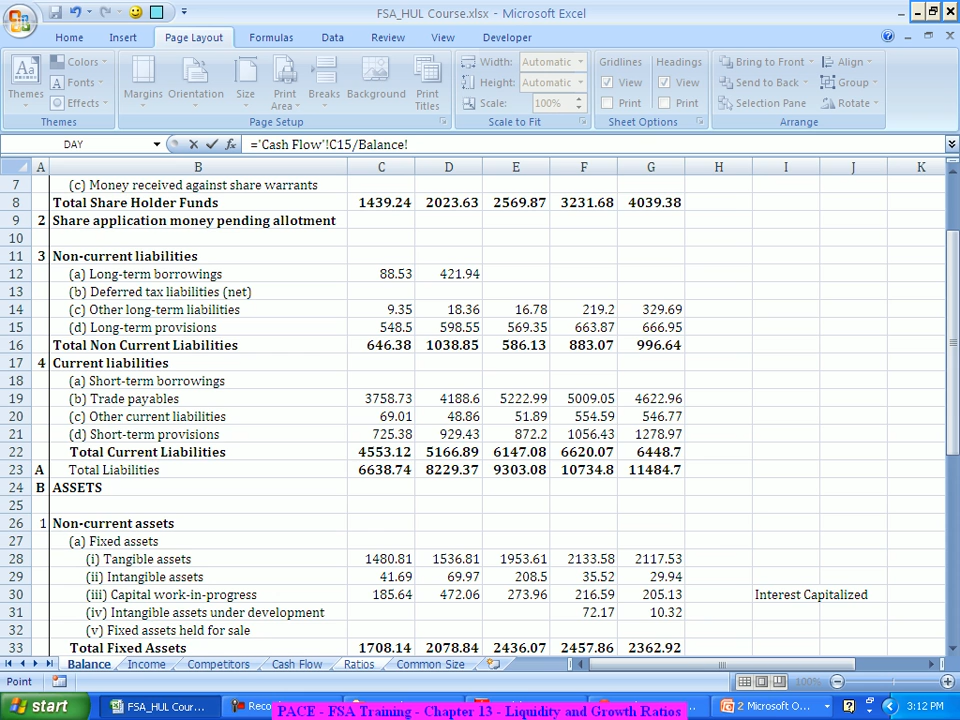 FSA_HUL Course.xlsx - Microsoft Excel
Home Insert Page Layout Formulas Data Review View Developer
Themes Colors Fonts Effects Margins Orientation Size Print Area Breaks Background Print Titles Width: Automatic Height: Automatic Scale: 100% Gridlines View Print Headings View Print Bring to Front Send to Back Selection Pane Align Group Rotate
Themes Page Setup Scale to Fit Sheet Options Arrange
DAY ='Cash Flow'!C15/Balance!
A B C D E F G H I J K
7 (c) Money received against share warrants
8 Total Share Holder Funds 1439.24 2023.63 2569.87 3231.68 4039.38
9 2 Share application money pending allotment
10
11 3 Non-current liabilities
12 (a) Long-term borrowings 88.53 421.94
13 (b) Deferred tax liabilities (net)
14 (c) Other long-term liabilities 9.35 18.36 16.78 219.2 329.69
15 (d) Long-term provisions 548.5 598.55 569.35 663.87 666.95
16 Total Non Current Liabilities 646.38 1038.85 586.13 883.07 996.64
17 4 Current liabilities
18 (a) Short-term borrowings
19 (b) Trade payables 3758.73 4188.6 5222.99 5009.05 4622.96
20 (c) Other current liabilities 69.01 48.86 51.89 554.59 546.77
21 (d) Short-term provisions 725.38 929.43 872.2 1056.43 1278.97
22 Total Current Liabilities 4553.12 5166.89 6147.08 6620.07 6448.7
23 A Total Liabilities 6638.74 8229.37 9303.08 10734.8 11484.7
24 B ASSETS
25
26 1 Non-current assets
27 (a) Fixed assets
28 (i) Tangible assets 1480.81 1536.81 1953.61 2133.58 2117.53
29 (ii) Intangible assets 41.69 69.97 208.5 35.52 29.94
30 (iii) Capital work-in-progress 185.64 472.06 273.96 216.59 205.13 Interest Capitalized
31 (iv) Intangible assets under development 72.17 10.32
32 (v) Fixed assets held for sale
33 Total Fixed Assets 1708.14 2078.84 2436.07 2457.86 2362.92
Balance Income Competitors Cash Flow Ratios Common Size
Point 100%
start FSA_HUL Cour... Reco 2 Microsoft O... 3:12 PM
PACE - FSA Training - Chapter 13 - Liquidity and Growth Ratios